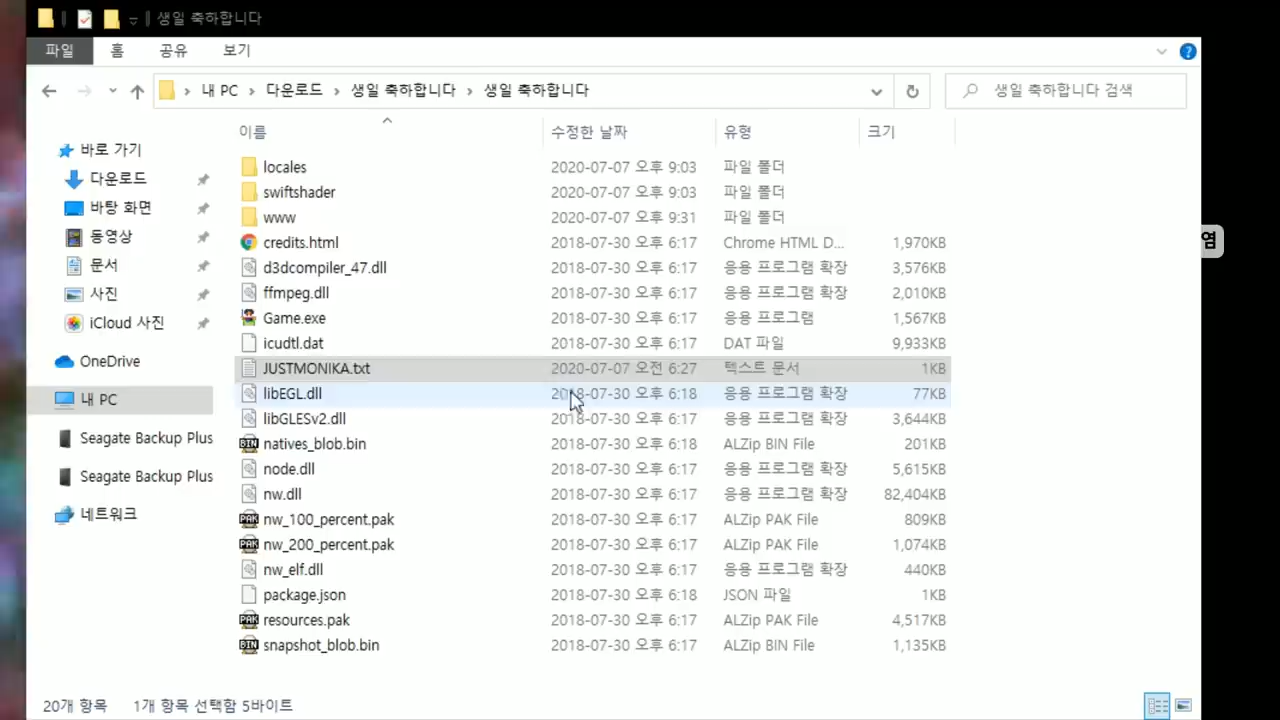 생일 축하합니다
파일 홈 공유 보기
내 PC 다운로드 생일 축하합니다 생일 축하합니다 생일 축하합니다 검색
이름 수정한 날짜 유형 크기
바로 가기
다운로드
바탕 화면
동영상
문서
사진
iCloud 사진
OneDrive
내 PC
Seagate Backup Plus
Seagate Backup Plus
네트워크
locales 2020-07-07 오후 9:03 파일 폴더
swiftshader 2020-07-07 오후 9:03 파일 폴더
www 2020-07-07 오후 9:31 파일 폴더
credits.html 2018-07-30 오후 6:17 Chrome HTML D... 1,970KB
d3dcompiler_47.dll 2018-07-30 오후 6:17 응용 프로그램 확장 3,576KB
ffmpeg.dll 2018-07-30 오후 6:17 응용 프로그램 확장 2,010KB
Game.exe 2018-07-30 오후 6:17 응용 프로그램 1,567KB
icudtl.dat 2018-07-30 오후 6:17 DAT 파일 9,933KB
JUSTMONIKA.txt 2020-07-07 오전 6:27 텍스트 문서 1KB
libEGL.dll 2018-07-30 오후 6:18 응용 프로그램 확장 77KB
libGLESv2.dll 2018-07-30 오후 6:17 응용 프로그램 확장 3,644KB
natives_blob.bin 2018-07-30 오후 6:18 ALZip BIN File 201KB
node.dll 2018-07-30 오후 6:17 응용 프로그램 확장 5,615KB
nw.dll 2018-07-30 오후 6:17 응용 프로그램 확장 82,404KB
nw_100_percent.pak 2018-07-30 오후 6:17 ALZip PAK File 809KB
nw_200_percent.pak 2018-07-30 오후 6:17 ALZip PAK File 1,074KB
nw_elf.dll 2018-07-30 오후 6:17 응용 프로그램 확장 440KB
package.json 2018-07-30 오후 6:18 JSON 파일 1KB
resources.pak 2018-07-30 오후 6:17 ALZip PAK File 4,517KB
snapshot_blob.bin 2018-07-30 오후 6:17 ALZip BIN File 1,135KB
염
20개 항목 1개 항목 선택함 5바이트